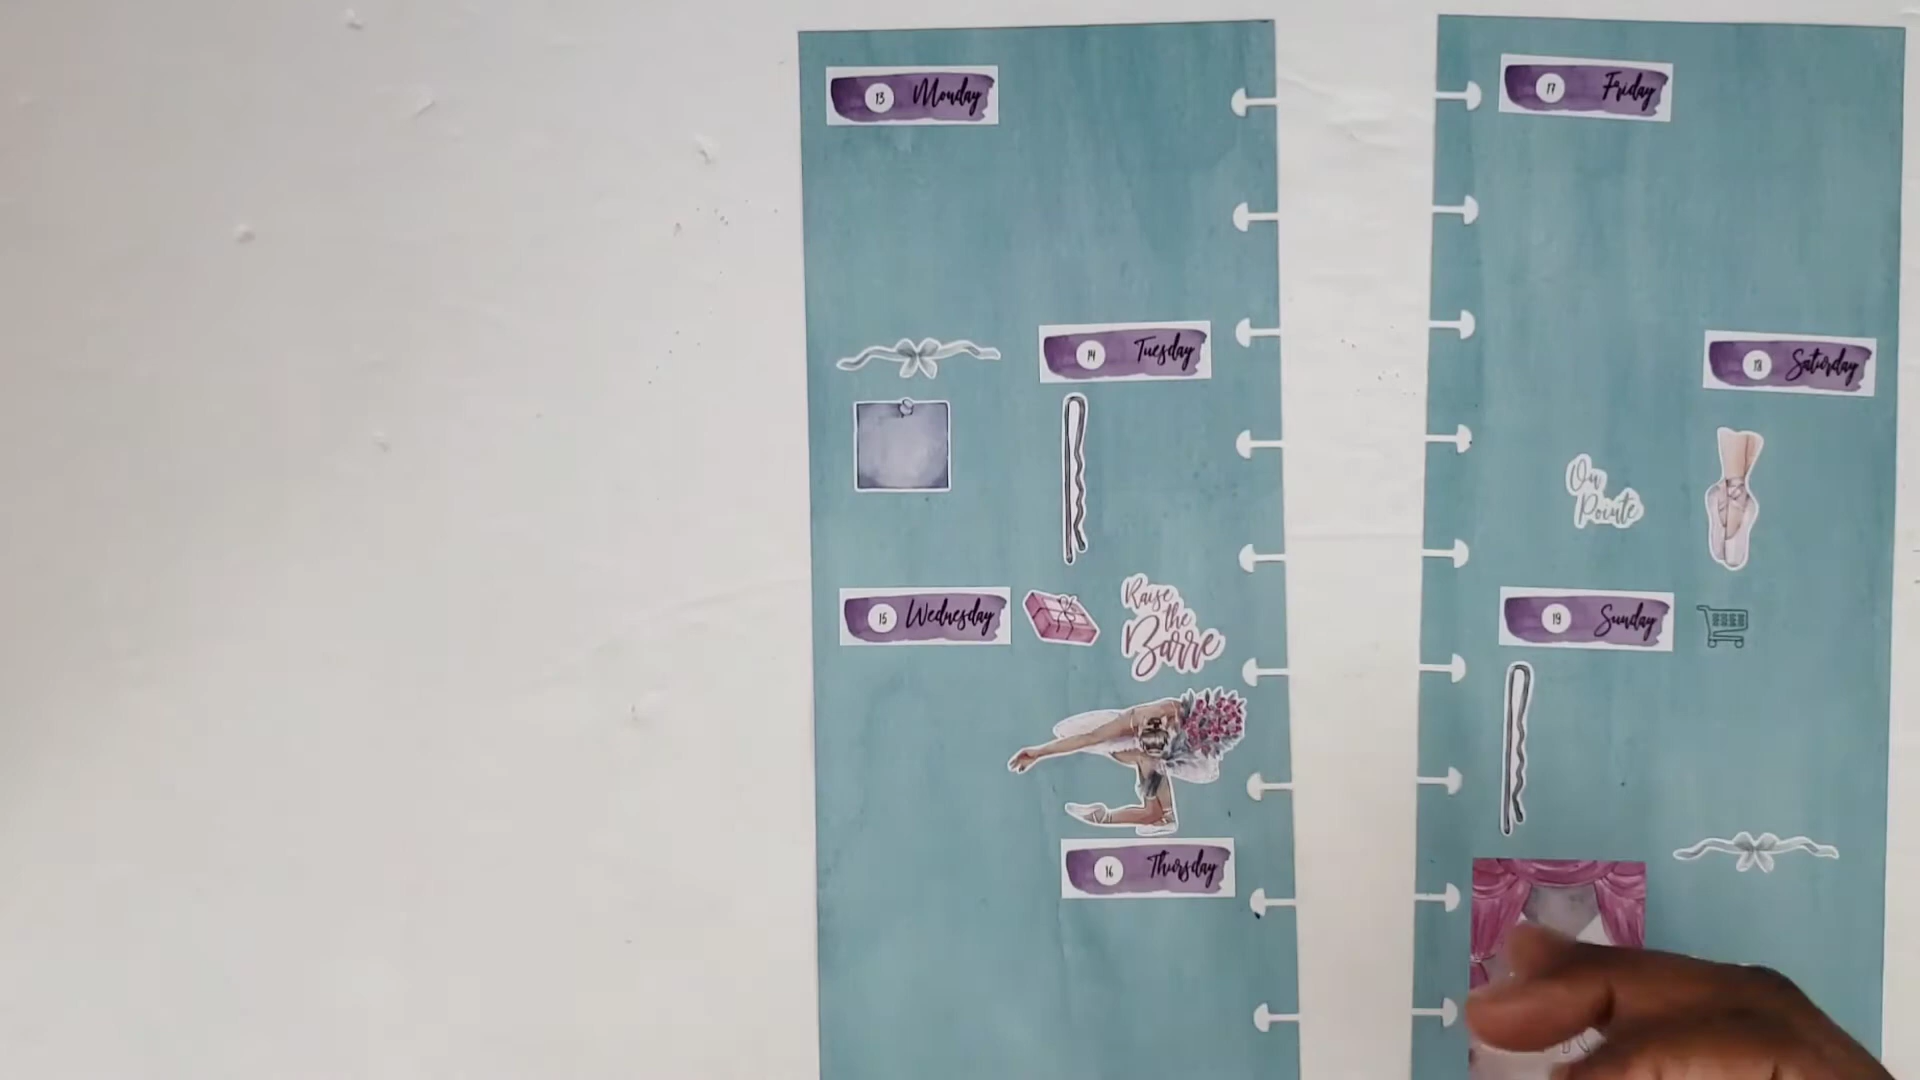 13 Monday
14 Tuesday
15 Wednesday
Raise
the
Barre
16 Thursday
17 Friday
18 Saturday
On
Pointe
19 Sunday